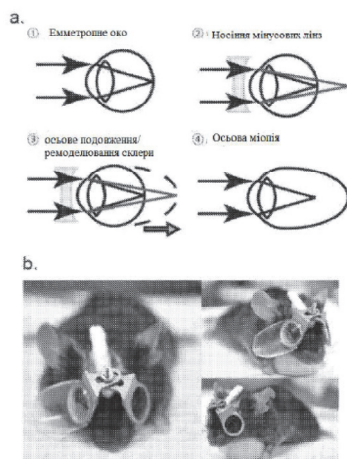 a.
① Емметропне око
② Носіння мінусових лінз
③ осьове подовження/
ремоделювання склери
④ Осьова міопія
b.